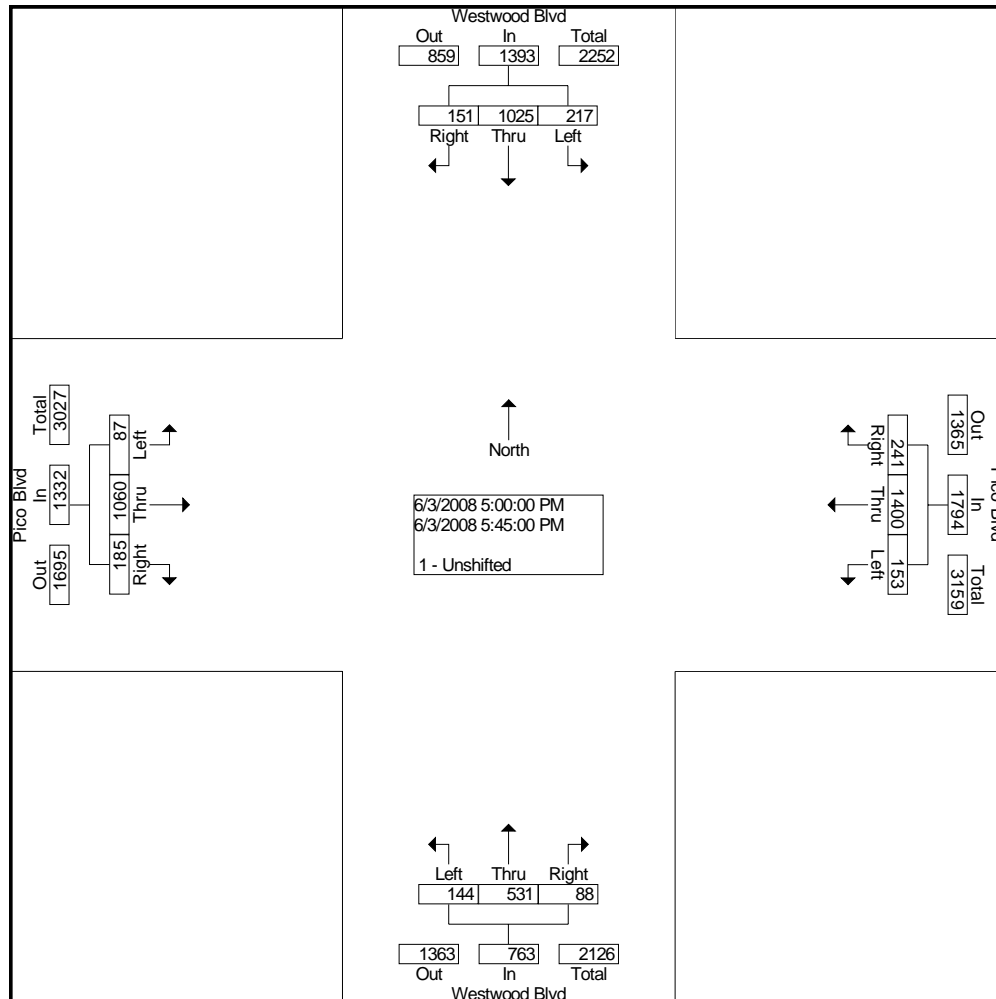 Westwood Blvd
Out In Total
859 1393 2252
151 1025 217
Right Thru Left
Total In Out
3027 1332 1695
Pico Blvd
87 1060 185
Left Thru Right
North
6/3/2008 5:00:00 PM
6/3/2008 5:45:00 PM
1 - Unshifted
Right Thru Left
241 1400 153
Out In Total
1365 1794 3159
Pico Blvd
Left Thru Right
144 531 88
1363 763 2126
Out In Total
Westwood Blvd